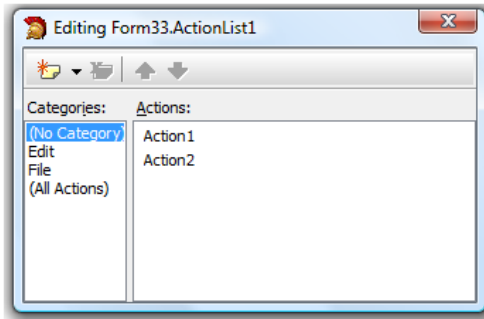 Editing Form33.ActionList1
Categories:
Actions:
(No Category)
Edit
File
(All Actions)
Action1
Action2